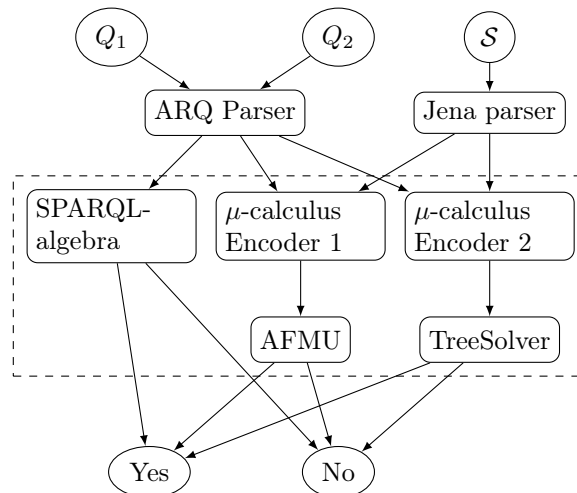 Q₁
Q₂
𝒮
ARQ Parser
Jena parser
SPARQL-
algebra
μ-calculus
Encoder 1
μ-calculus
Encoder 2
AFMU
TreeSolver
Yes
No